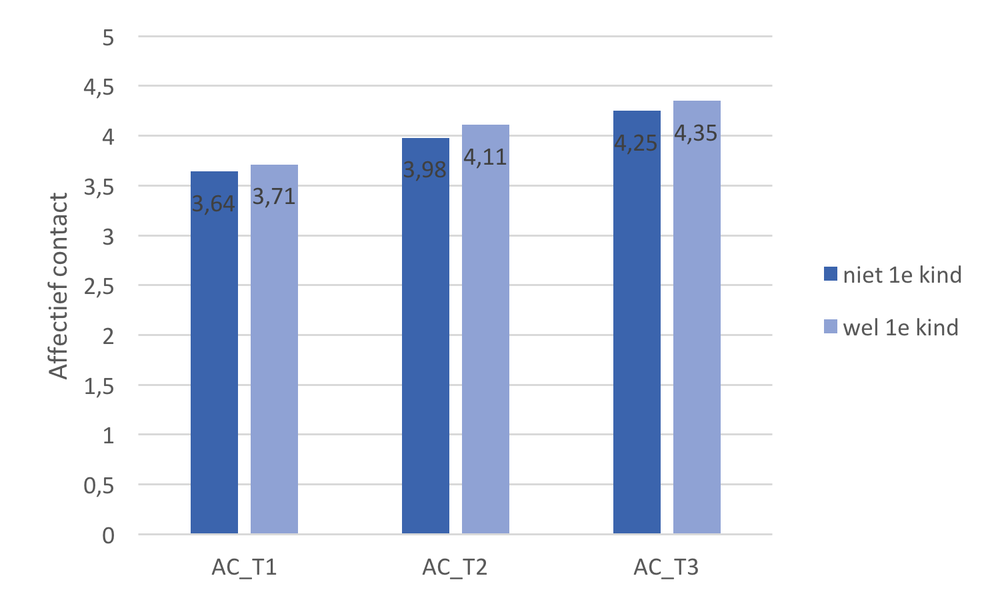 5
4,5
4
3,5
3
2,5
2
1,5
1
0,5
0
Affectief contact
3,64
3,71
3,98
4,11
4,25
4,35
AC_T1
AC_T2
AC_T3
niet 1e kind
wel 1e kind